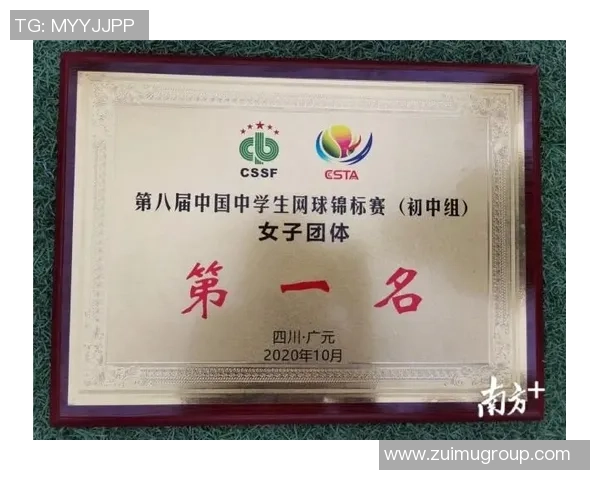 TG: MYYJJPP
CSSF
CSTA
第八届中国中学生网球锦标赛（初中组）
女子团体
第一名
四川·广元
2020年10月
南方+
www.zuimugroup.com